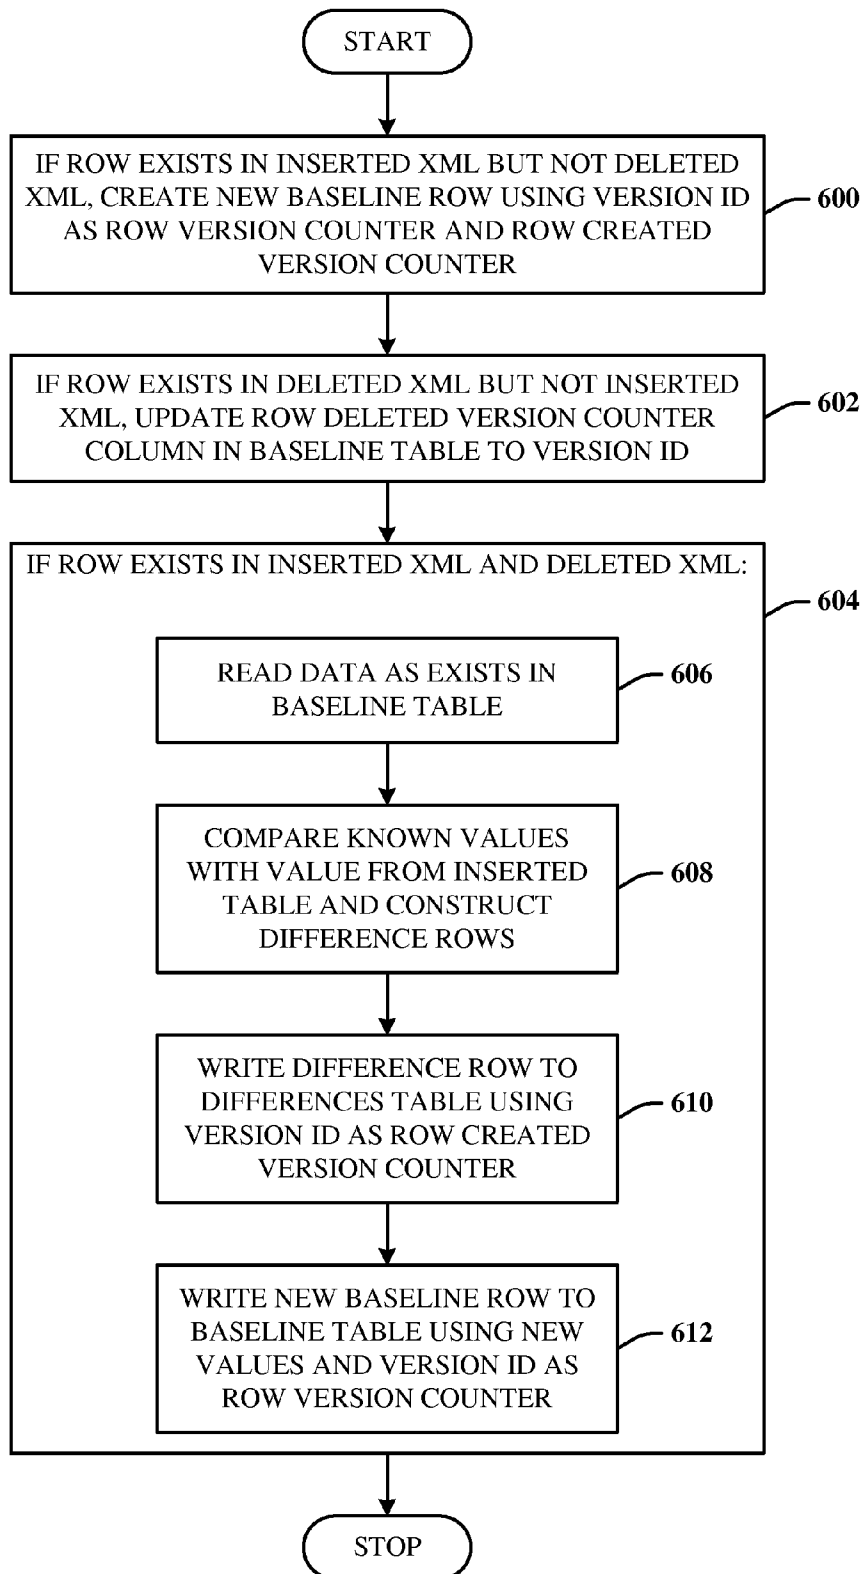 START
IF ROW EXISTS IN INSERTED XML BUT NOT DELETED
XML, CREATE NEW BASELINE ROW USING VERSION ID
AS ROW VERSION COUNTER AND ROW CREATED
VERSION COUNTER
600
IF ROW EXISTS IN DELETED XML BUT NOT INSERTED
XML, UPDATE ROW DELETED VERSION COUNTER
COLUMN IN BASELINE TABLE TO VERSION ID
602
IF ROW EXISTS IN INSERTED XML AND DELETED XML:
604
READ DATA AS EXISTS IN
BASELINE TABLE
606
COMPARE KNOWN VALUES
WITH VALUE FROM INSERTED
TABLE AND CONSTRUCT
DIFFERENCE ROWS
608
WRITE DIFFERENCE ROW TO
DIFFERENCES TABLE USING
VERSION ID AS ROW CREATED
VERSION COUNTER
610
WRITE NEW BASELINE ROW TO
BASELINE TABLE USING NEW
VALUES AND VERSION ID AS
ROW VERSION COUNTER
612
STOP